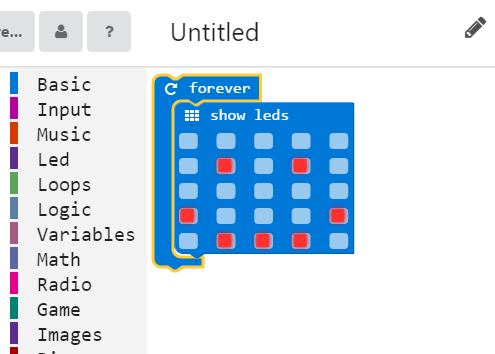 e... ? Untitled
Basic
Input
Music
Led
Loops
Logic
Variables
Math
Radio
Game
Images
forever
show leds